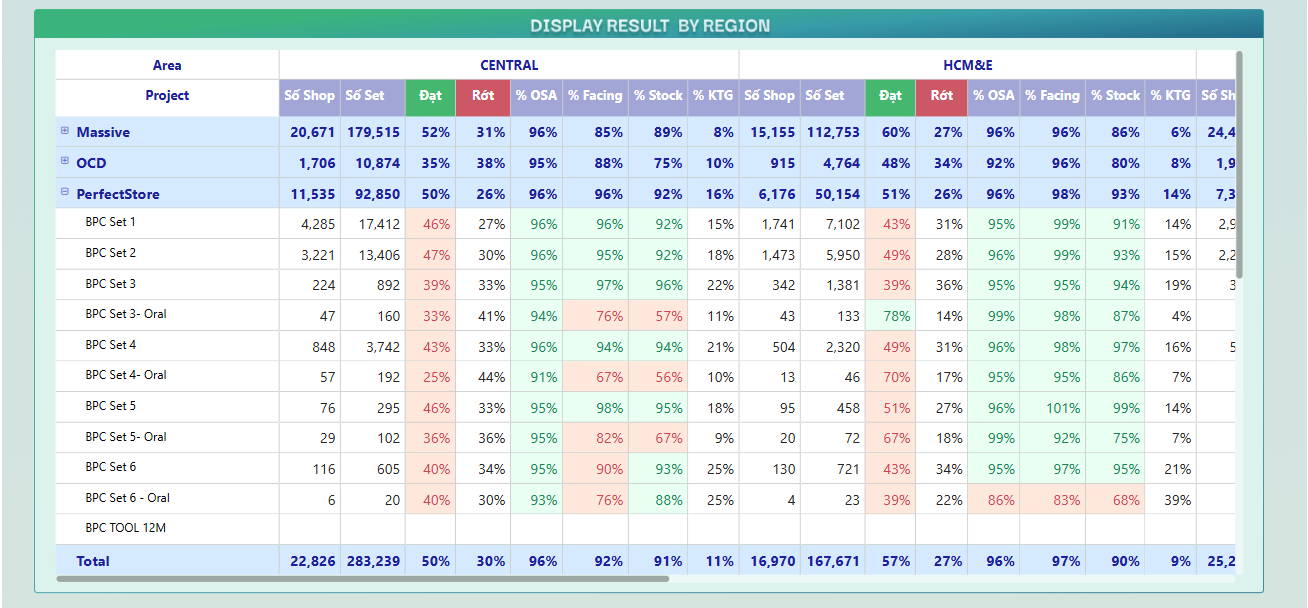 DISPLAY RESULT BY REGION
Area CENTRAL HCM&E
Project Số Shop Số Set Đạt Rớt % OSA % Facing % Stock % KTG Số Shop Số Set Đạt Rớt % OSA % Facing % Stock % KTG Số Sh
Massive 20,671 179,515 52% 31% 96% 85% 89% 8% 15,155 112,753 60% 27% 96% 96% 86% 6% 24,4
OCD 1,706 10,874 35% 38% 95% 88% 75% 10% 915 4,764 48% 34% 92% 96% 80% 8% 1,9
PerfectStore 11,535 92,850 50% 26% 96% 96% 92% 16% 6,176 50,154 51% 26% 96% 98% 93% 14% 7,3
BPC Set 1 4,285 17,412 46% 27% 96% 96% 92% 15% 1,741 7,102 43% 31% 95% 99% 91% 14% 2,9
BPC Set 2 3,221 13,406 47% 30% 96% 95% 92% 18% 1,473 5,950 49% 28% 96% 99% 93% 15% 2,2
BPC Set 3 224 892 39% 33% 95% 97% 96% 22% 342 1,381 39% 36% 95% 95% 94% 19% 3
BPC Set 3- Oral 47 160 33% 41% 94% 76% 57% 11% 43 133 78% 14% 99% 98% 87% 4%
BPC Set 4 848 3,742 43% 33% 96% 94% 94% 21% 504 2,320 49% 31% 96% 98% 97% 16% 5
BPC Set 4- Oral 57 192 25% 44% 91% 67% 56% 10% 13 46 70% 17% 95% 95% 86% 7%
BPC Set 5 76 295 46% 33% 95% 98% 95% 18% 95 458 51% 27% 96% 101% 99% 14%
BPC Set 5- Oral 29 102 36% 36% 95% 82% 67% 9% 20 72 67% 18% 99% 92% 75% 7%
BPC Set 6 116 605 40% 34% 95% 90% 93% 25% 130 721 43% 34% 95% 97% 95% 21%
BPC Set 6 - Oral 6 20 40% 30% 93% 76% 88% 25% 4 23 39% 22% 86% 83% 68% 39%
BPC TOOL 12M
Total 22,826 283,239 50% 30% 96% 92% 91% 11% 16,970 167,671 57% 27% 96% 97% 90% 9% 25,2